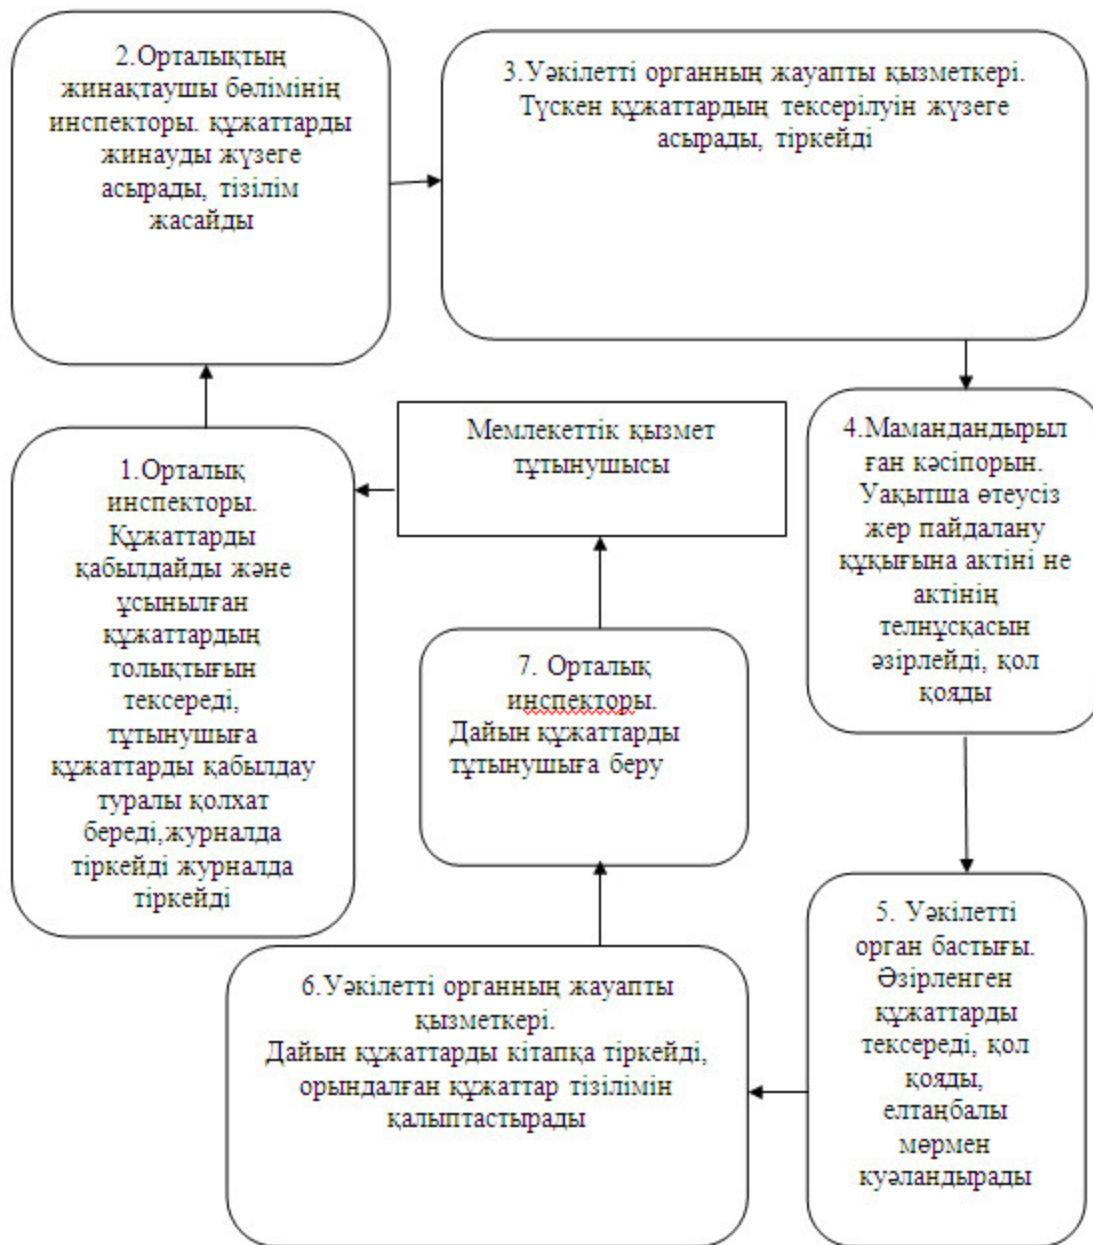 2.Орталықтың
жинақтаушы бөлімінің
инспекторы. құжаттарды
жинауды жүзеге
асырады, тізілім
жасайды
3.Уәкілетті органның жауапты қызметкері.
Түскен құжаттардың тексерілуін жүзеге
асырады, тіркейді
Мемлекеттік қызмет
тұтынушысы
1.Орталық
инспекторы.
Құжаттарды
қабылдайды және
ұсынылған
құжаттардың
толықтығын
тексереді,
тұтынушыға
құжаттарды қабылдау
туралы қолхат
береді,журналда
тіркейді журналда
тіркейді
4.Мамандандырыл
ған кәсіпорын.
Уақытша өтеусіз
жер пайдалану
құқығына актіні не
актінің
телнұсқасын
әзірлейді, қол
қояды
7. Орталық
инспекторы.
Дайын құжаттарды
тұтынушыға беру
5. Уәкілетті
орган бастығы.
Әзірленген
құжаттарды
тексереді, қол
қояды,
елтаңбалы
мөрмен
куәландырады
6.Уәкілетті органның жауапты
қызметкері.
Дайын құжаттарды кітапқа тіркейді,
орындалған құжаттар тізілімін
қалыптастырады